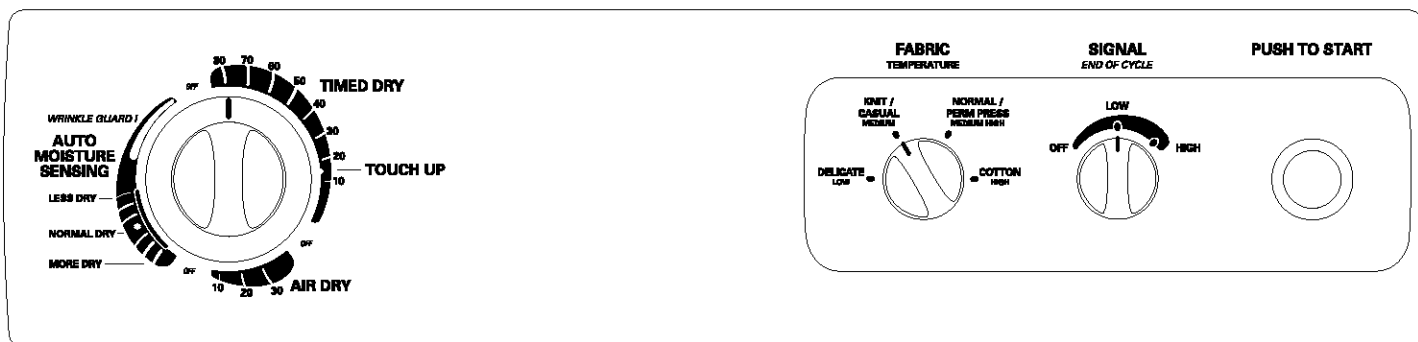 OFF
80
70
60
50
40
30
20
10
TIMED DRY
TOUCH UP
WRINKLE GUARD I
AUTO
MOISTURE
SENSING
LESS DRY
NORMAL DRY
MORE DRY
OFF
OFF
10
20
30
AIR DRY
FABRIC
TEMPERATURE
KNIT /
CASUAL
MEDIUM
NORMAL /
PERM PRESS
MEDIUM HIGH
DELICATE
LOW
COTTON
HIGH
SIGNAL
END OF CYCLE
LOW
OFF
HIGH
PUSH TO START